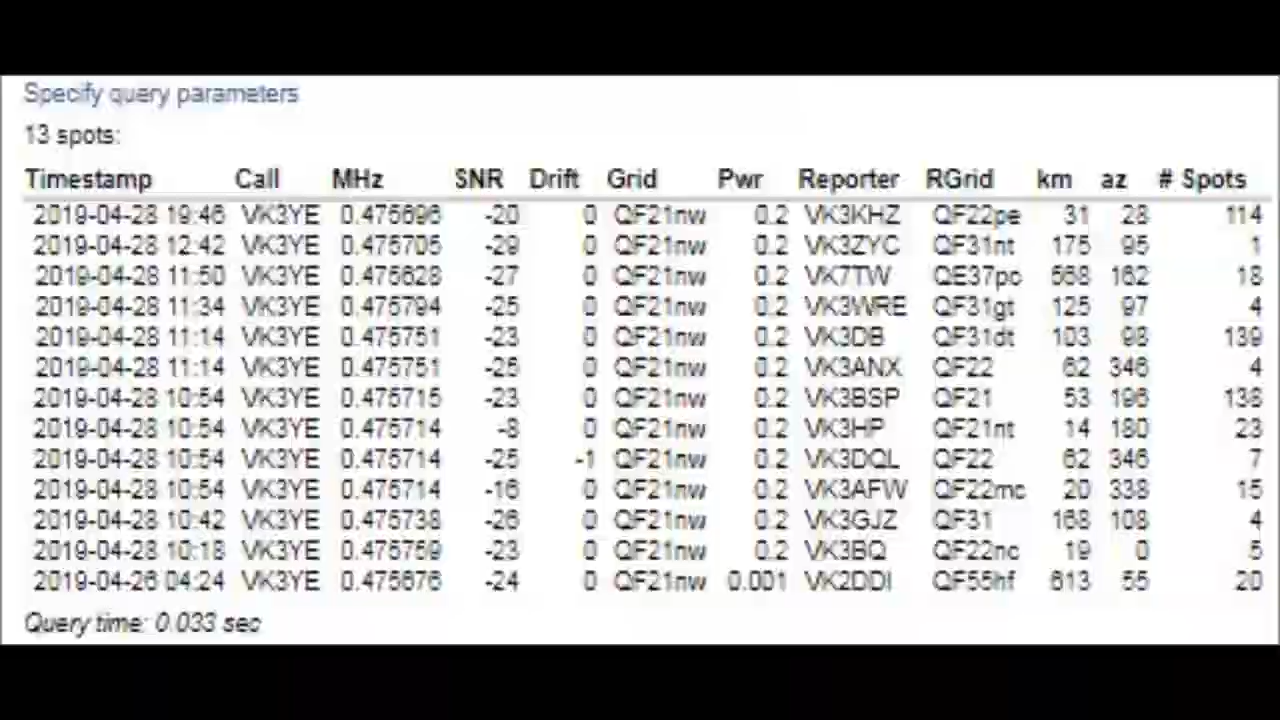 Specify query parameters
13 spots:
Timestamp Call MHz SNR Drift Grid Pwr Reporter RGrid km az # Spots
2019-04-28 19:46 VK3YE 0.475696 -20 0 QF21nw 0.2 VK3KHZ QF22pe 31 28 114
2019-04-28 12:42 VK3YE 0.475705 -29 0 QF21nw 0.2 VK3ZYC QF31nt 175 95 1
2019-04-28 11:50 VK3YE 0.475628 -27 0 QF21nw 0.2 VK7TW QE37pc 568 162 18
2019-04-28 11:34 VK3YE 0.475794 -25 0 QF21nw 0.2 VK3WRE QF31gt 125 97 4
2019-04-28 11:14 VK3YE 0.475751 -23 0 QF21nw 0.2 VK3DB QF31dt 103 98 139
2019-04-28 11:14 VK3YE 0.475751 0 QF21nw 0.2 VK3ANX QF22 62 346 4
2019-04-28 10:54 VK3YE 0.475715 -23 0 QF21nw 0.2 VK3BSP QF21 53 196
2019-04-28 10:54 VK3YE 0.475714 -8 0 QF21nw 0.2 VK3HP QF21nt 14 180 23
2019-04-28 10:54 VK3YE 0.475714 -25 -1 QF21nw 0.2 VK3DQL QF22 62 346 7
2019-04-28 10:54 VK3YE 0.475714 -16 0 QF21nw 0.2 VK3AFW QF22mc 20 338 15
2019-04-28 10:42 VK3YE 0.475738 -26 0 QF21nw 0.2 VK3GJZ QF31 168 108 4
2019-04-28 10:18 VK3YE 0.475759 -23 0 QF21nw 0.2 VK3BQ QF22nc 19 0 5
2019-04-26 04:24 VK3YE 0.475676 -24 0 QF21nw 0.001 VK2DDI QF55hf 613 55 20
Query time: 0.033 sec